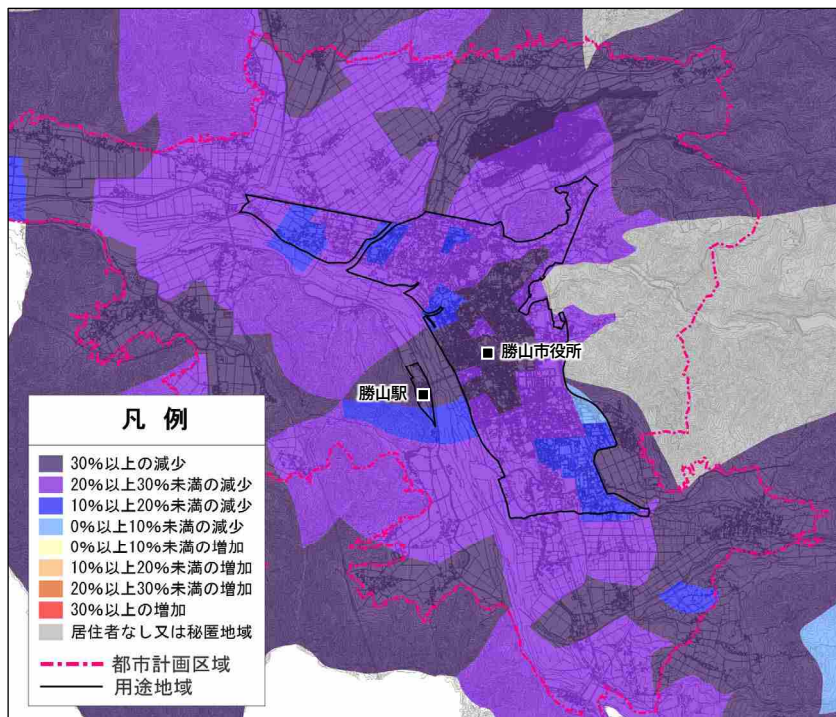 勝山市役所
勝山駅
凡 例
30%以上の減少
20%以上30%未満の減少
10%以上20%未満の減少
0%以上10%未満の減少
0%以上10%未満の増加
10%以上20%未満の増加
20%以上30%未満の増加
30%以上の増加
居住者なし又は秘匿地域
都市計画区域
用途地域